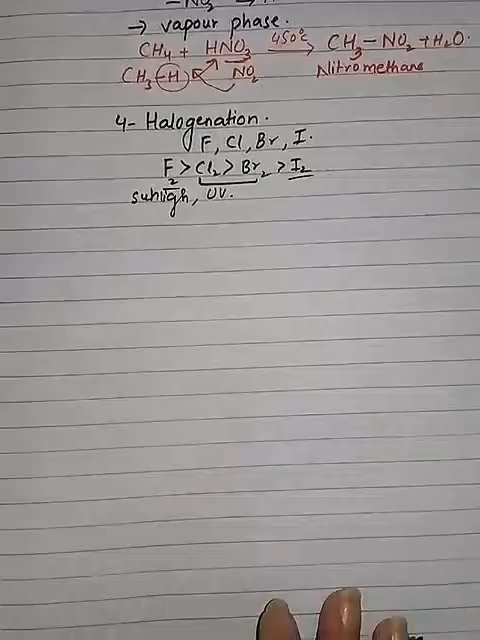 -NO2
→ vapour phase.
CH4 + HNO3 450°C → CH3-NO2 + H2O.
CH3-H NO2 Nitromethane
4- Halogenation.
F, Cl, Br, I.
F2 > Cl2 > Br2 > I2
sunligh, UV.